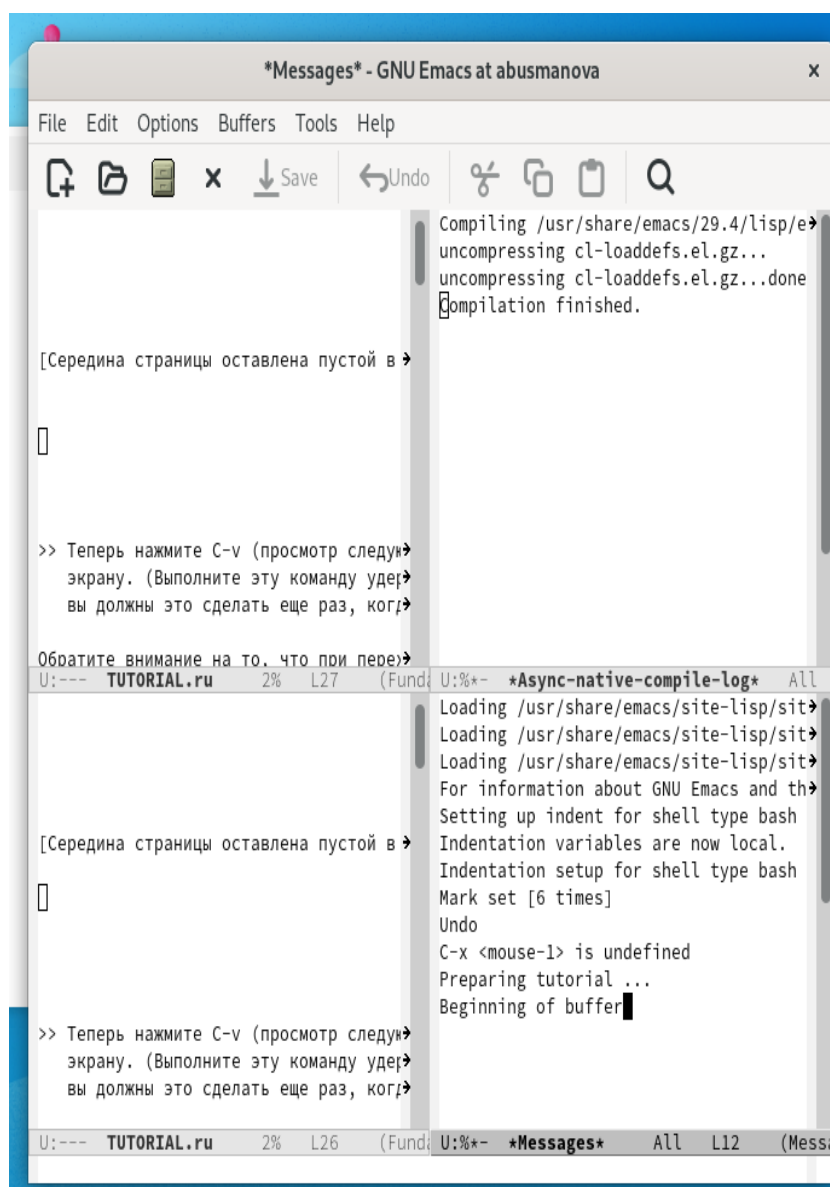 *Messages* - GNU Emacs at abusmanova
File Edit Options Buffers Tools Help
Save Undo
[Середина страницы оставлена пустой в
>> Теперь нажмите C-v (просмотр
экрану. (Выполните эту команду
вы должны это сделать еще раз,
Обратите внимание на то, что при
U:--- TUTORIAL.ru 2% L27 (Fund
Compiling /usr/share/emacs/29.4/lisp/e
uncompressing cl-loaddefs.el.gz...
uncompressing cl-loaddefs.el.gz...done
Compilation finished.
U:%*- *Async-native-compile-log* All
[Середина страницы оставлена пустой в
>> Теперь нажмите C-v (просмотр
экрану. (Выполните эту команду
вы должны это сделать еще раз,
U:--- TUTORIAL.ru 2% L26 (Fund
Loading /usr/share/emacs/site-lisp/sit
Loading /usr/share/emacs/site-lisp/sit
Loading /usr/share/emacs/site-lisp/sit
For information about GNU Emacs and th
Setting up indent for shell type bash
Indentation variables are now local.
Indentation setup for shell type bash
Mark set [6 times]
Undo
C-x <mouse-1> is undefined
Preparing tutorial ...
Beginning of buffer
U:%*- *Messages* All L12 (Mess